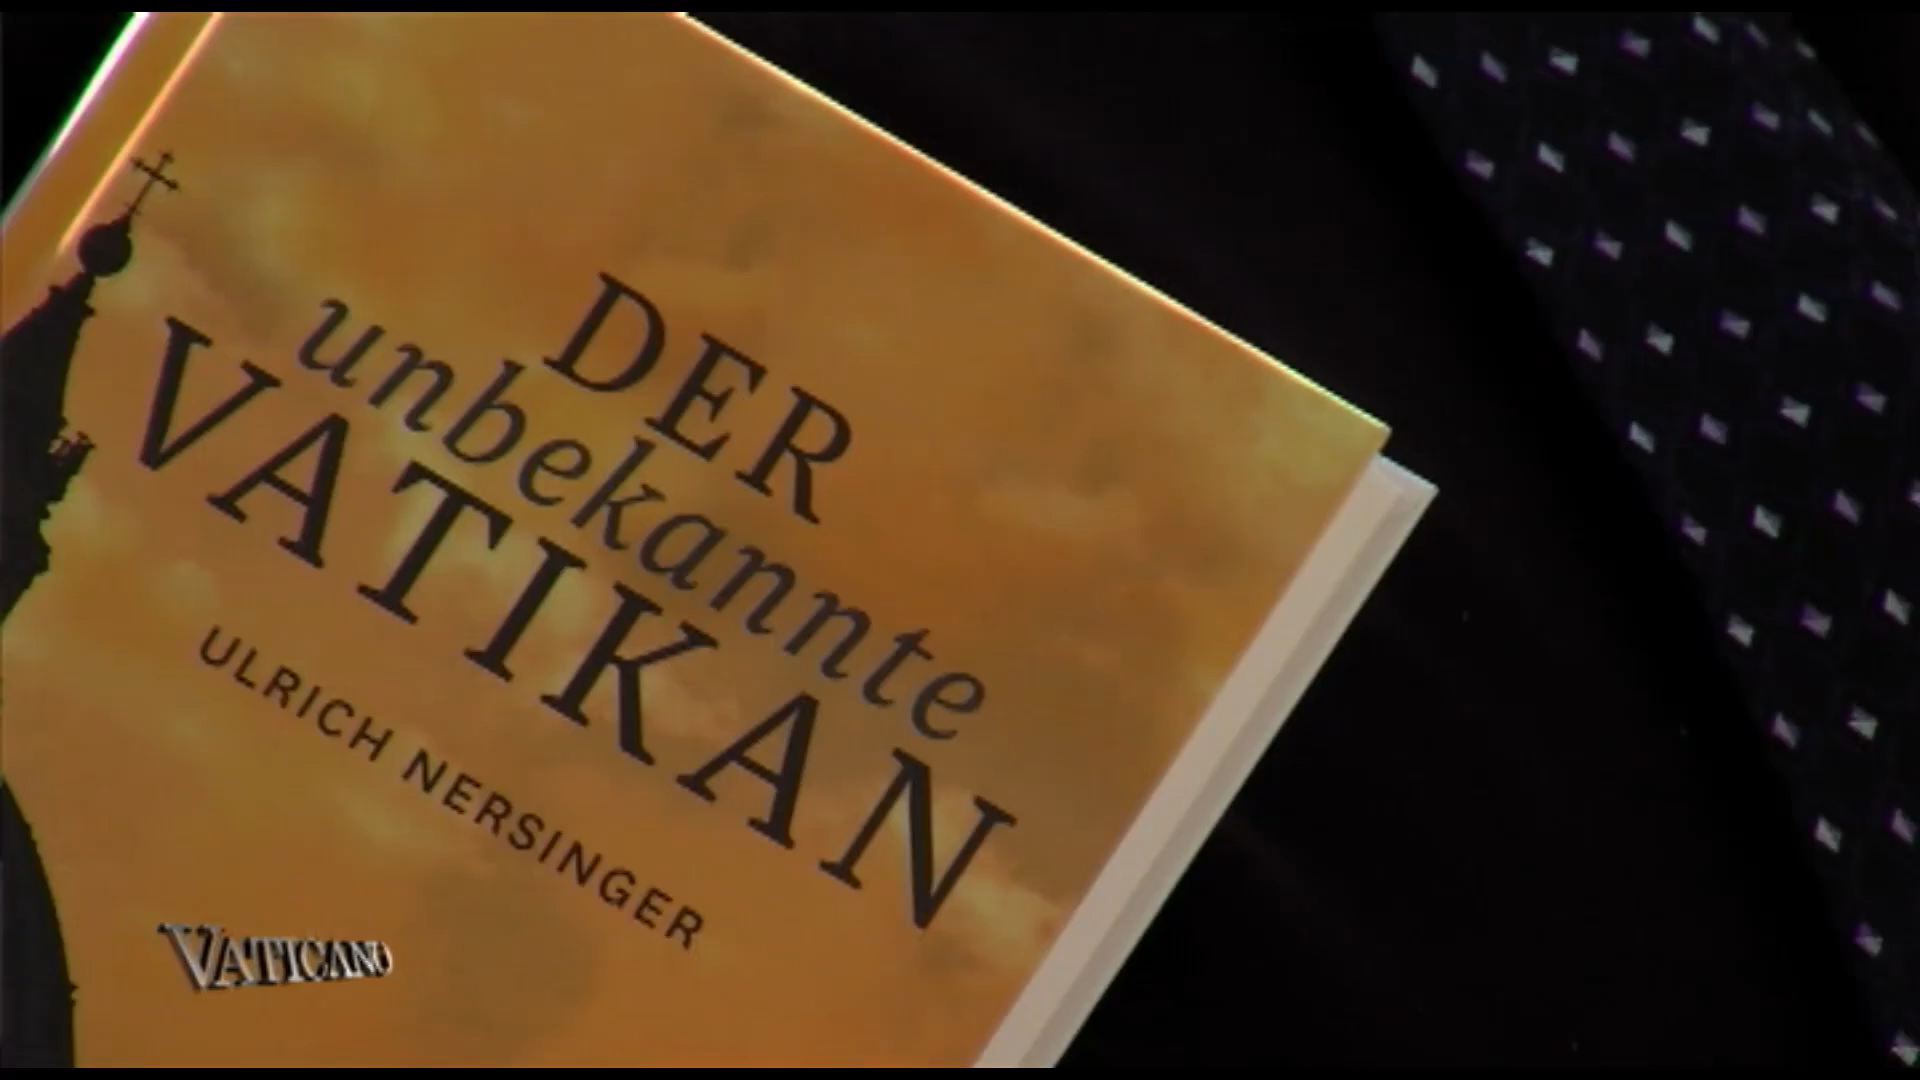 DER
unbekannte
VATIKAN
ULRICH NERSINGER
VATICANO